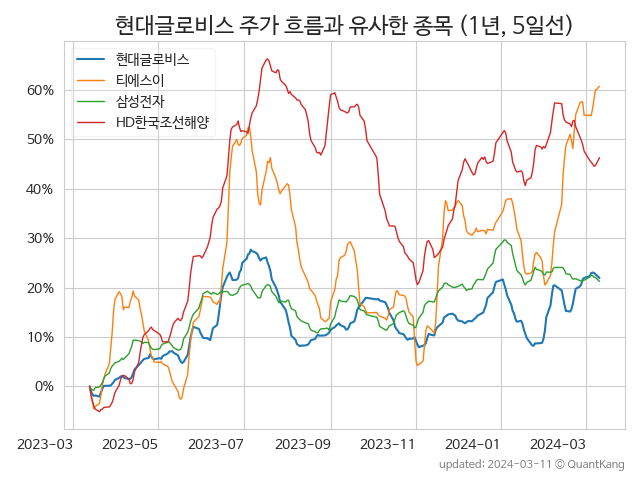 현대글로비스 주가 흐름과 유사한 종목 (1년, 5일선)
현대글로비스
티에스이
삼성전자
HD한국조선해양
60%
50%
40%
30%
20%
10%
0%
2023-03 2023-05 2023-07 2023-09 2023-11 2024-01 2024-03
updated: 2024-03-11 © QuantKang